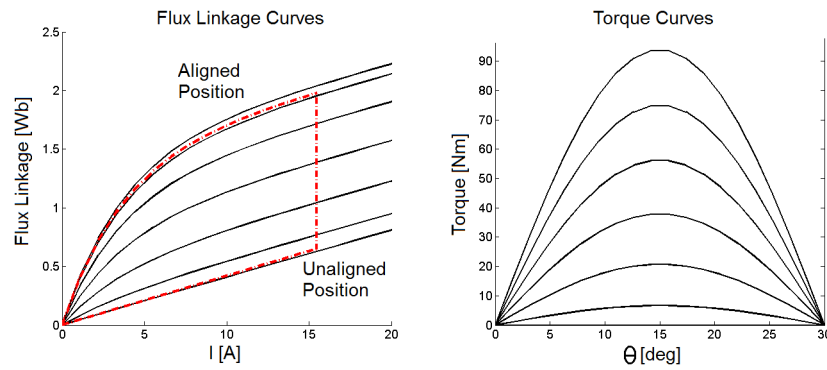 Flux Linkage Curves
Flux Linkage [Wb]
2.5
2
1.5
1
0.5
0
0
5
10
15
20
I [A]
Aligned
Position
Unaligned
Position
Torque Curves
Torque [Nm]
90
80
70
60
50
40
30
20
10
0
0
5
10
15
20
25
30
Θ [deg]